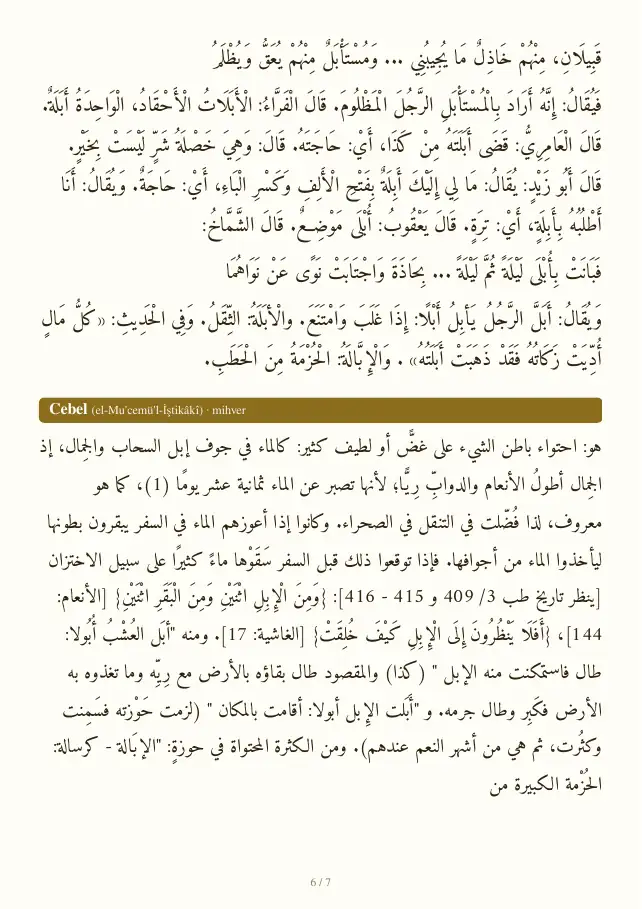 قَبِيلَانِ، مِنْهُمْ خَاذِلٌ مَا يُجِيبُنِي ... وَمُسْتَأْبَلٌ مِنْهُمْ يُعَقُّ وَيُظْلَمُ
فَيُقَالُ: إِنَّهُ أَرَادَ بِالْمُسْتَأْبَلِ الرَّجُلَ الْمَظْلُومَ. قَالَ الْفَرَّاءُ: الْأَبَلَاتُ الْأَحْقَادُ، الْوَاحِدَةُ أَبَلَةٌ.
قَالَ الْعَامِرِيُّ: قَضَى أَبَلَتَهُ مِنْ كَذَا، أَيْ: حَاجَتَهُ. قَالَ: وَهِيَ خَصْلَةُ شَرٍّ لَيْسَتْ بِخَيْرٍ.
قَالَ أَبُو زَيْدٍ: يُقَالُ: مَا لِي إِلَيْكَ أَبِلَةٌ بِفَتْحِ الْأَلِفِ وَكَسْرِ الْبَاءِ، أَيْ: حَاجَةٌ. وَيُقَالُ: أَنَا
أَطْلُبُهُ بِأَبِلَةٍ، أَيْ: تِرَةٍ. قَالَ يَعْقُوبُ: أُبْلَى مَوْضِعٌ. قَالَ الشَّمَّاخُ:
فَبَانَتْ بِأُبْلَى لَيْلَةً ثُمَّ لَيْلَةً ... بِحَاذَةَ وَاجْتَابَتْ نَوًى عَنْ نَوَاهُمَا
وَيُقَالُ: أَبَلَ الرَّجُلُ يَأْبِلُ أَبْلًا: إِذَا غَلَبَ وَامْتَنَعَ. وَالْأَبَلَةُ: الثِّقَلُ. وَفِي الْحَدِيثِ: «كُلُّ مَالٍ
أُدِّيَتْ زَكَاتُهُ فَقَدْ ذَهَبَتْ أَبَلَتُهُ» . وَالْإِبَّالَةُ: الْحُزْمَةُ مِنَ الْحَطَبِ.
Cebel (el-Mu'cemü'l-İştikâkî) · mihver
هو: احتواء باطن الشيء على غضٍّ أو لطيف كثير: كالماء في جوف إبل السحاب والجِمال، إذ
الجِمال أطولُ الأنعام والدوابِّ رِيًّا؛ لأنها تصبر عن الماء ثمانية عشر يومًا (1)، كما هو
معروف، لذا فُضّلت في التنقل في الصحراء. وكانوا إذا أعوزهم الماء في السفر يبقرون بطونها
ليأخذوا الماء من أجوافها. فإذا توقعوا ذلك قبل السفر سَقَوْها ماءً كثيرًا على سبيل الاختزان
[ينظر تاريخ طب 3/ 409 و 415 - 416]: {وَمِنَ الْإِبِلِ اثْنَيْنِ وَمِنَ الْبَقَرِ اثْنَيْنِ} [الأنعام:
144]، {أَفَلَا يَنْظُرُونَ إِلَى الْإِبِلِ كَيْفَ خُلِقَتْ} [الغاشية: 17]. ومنه "أبَل العُشْبُ أُبولا:
طال فاستمكنت منه الإبل " (كذا) والمقصود طال بقاؤه بالأرض مع رِيِّه وما تغذوه به
الأرض فكَبِر وطال جرمه. و "أَبَلت الإبل أبولا: أقامت بالمكان " (لزمت حَوْزته فسَمِنت
وكثُرت، ثم هي من أشهر النعم عندهم). ومن الكثرة المحتواة في حوزةٍ: "الإبَالة - كرسالة:
الحُزْمة الكبيرة من
6 / 7